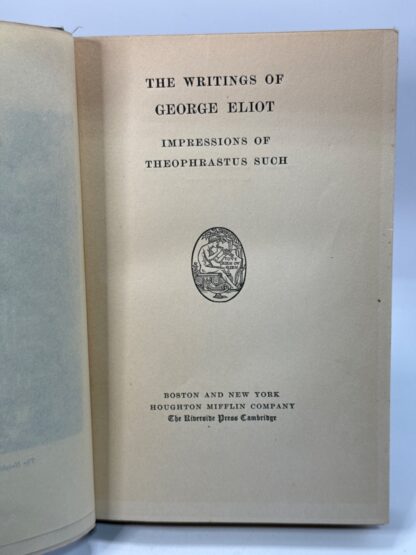 THE WRITINGS OF
GEORGE ELIOT
IMPRESSIONS OF
THEOPHRASTUS SUCH
BOSTON AND NEW YORK
HOUGHTON MIFFLIN COMPANY
The Riverside Press Cambridge